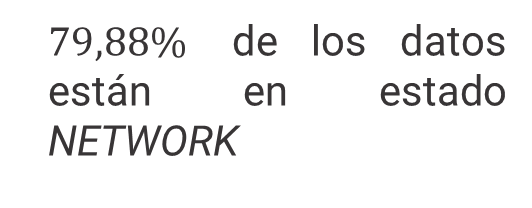 79,88% de los datos
están en estado
NETWORK